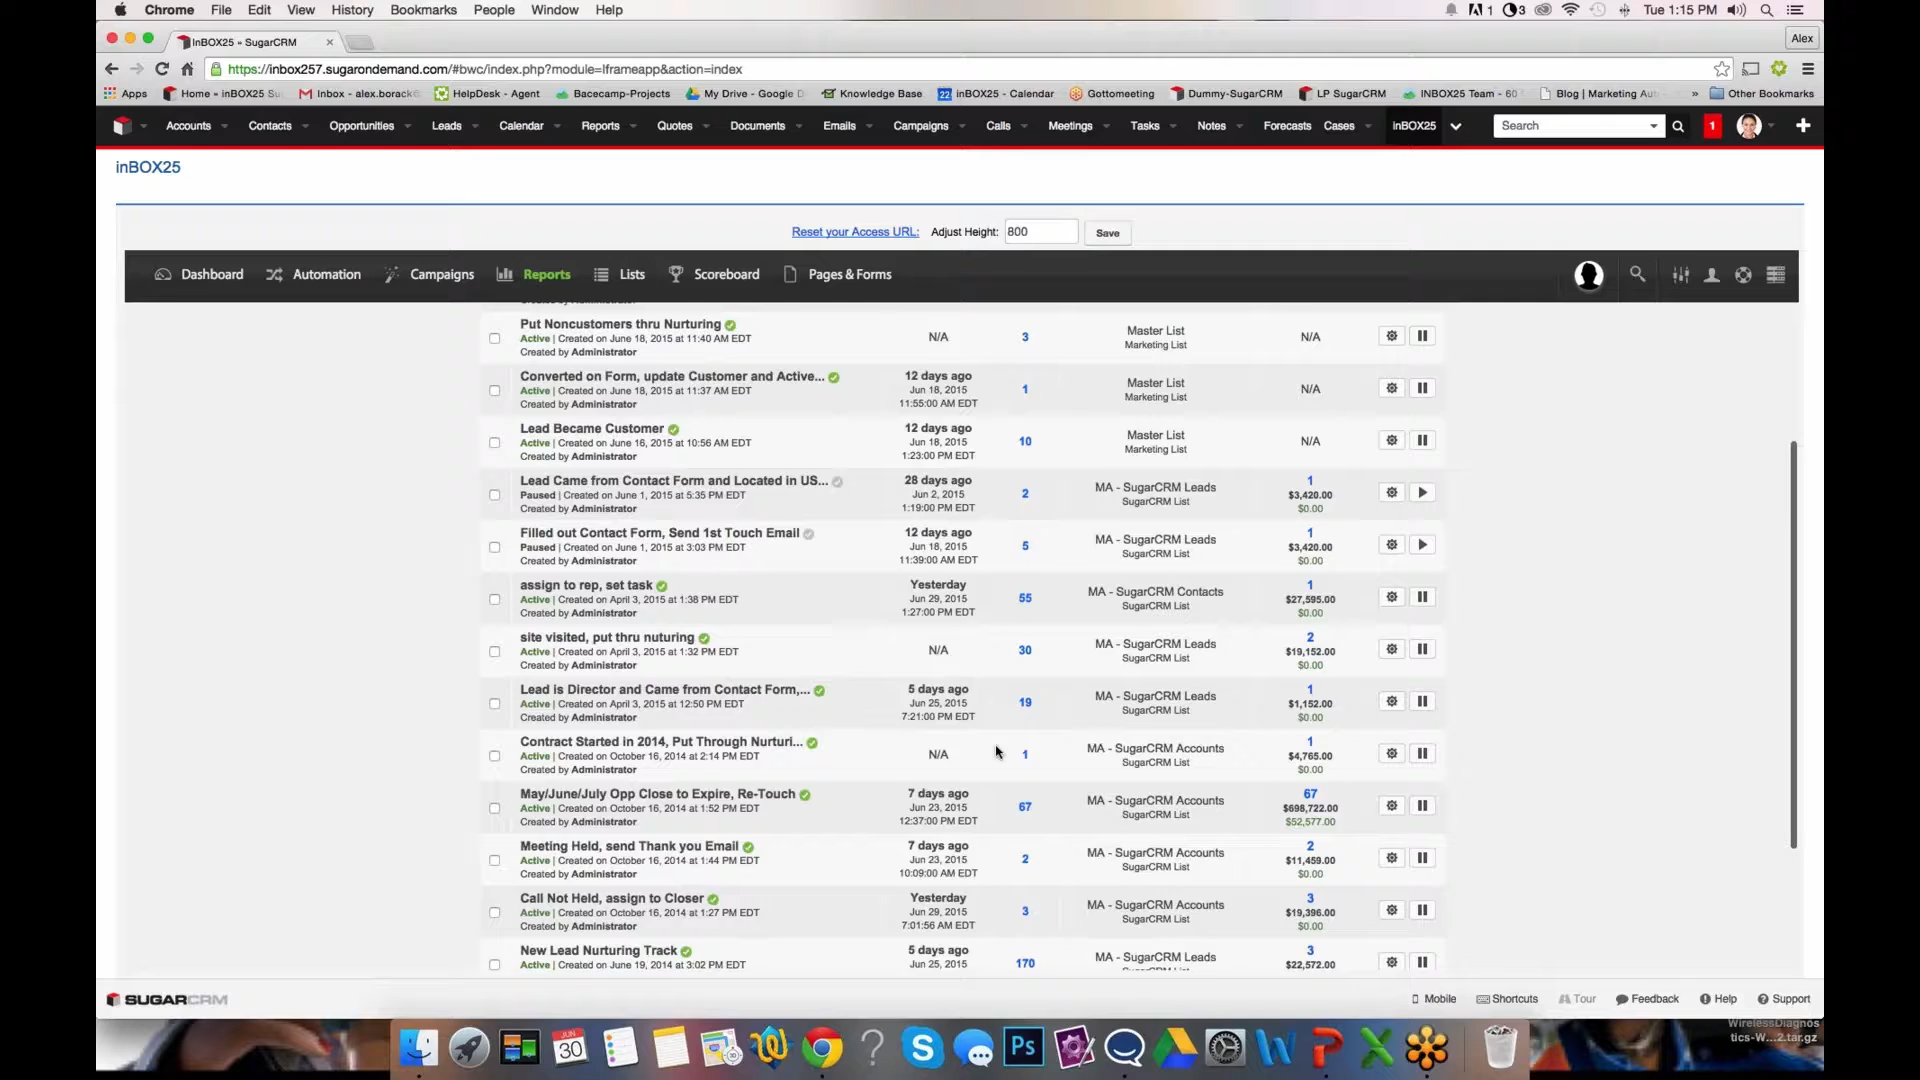 Chrome File Edit View History Bookmarks People Window Help
1 3 Tue 1:15 PM
inBOX25 » SugarCRM
Alex
https://inbox257.sugarondemand.com/#bwc/index.php?module=Iframeapp&action=index
Apps Home » inBOX25 Su Inbox - alex.borack HelpDesk - Agent Bacecamp-Projects My Drive - Google D Knowledge Base 22 inBOX25 - Calendar Gottomeeting Dummy-SugarCRM LP SugarCRM INBOX25 Team - 60 Blog | Marketing Aut » Other Bookmarks
Accounts Contacts Opportunities Leads Calendar Reports Quotes Documents Emails Campaigns Calls Meetings Tasks Notes Forecasts Cases inBOX25 Search 1
inBOX25
Reset your Access URL: Adjust Height: 800 Save
Dashboard Automation Campaigns Reports Lists Scoreboard Pages & Forms
Created by Administrator
Put Noncustomers thru Nurturing
Active | Created on June 18, 2015 at 11:40 AM EDT
Created by Administrator
N/A
3
Master List
Marketing List
N/A
Converted on Form, update Customer and Active...
Active | Created on June 18, 2015 at 11:37 AM EDT
Created by Administrator
12 days ago
Jun 18, 2015
11:55:00 AM EDT
1
Master List
Marketing List
N/A
Lead Became Customer
Active | Created on June 16, 2015 at 10:56 AM EDT
Created by Administrator
12 days ago
Jun 18, 2015
1:23:00 PM EDT
10
Master List
Marketing List
N/A
Lead Came from Contact Form and Located in US...
Paused | Created on June 1, 2015 at 5:35 PM EDT
Created by Administrator
28 days ago
Jun 2, 2015
1:19:00 PM EDT
2
MA - SugarCRM Leads
SugarCRM List
1
$3,420.00
$0.00
Filled out Contact Form, Send 1st Touch Email
Paused | Created on June 1, 2015 at 3:03 PM EDT
Created by Administrator
12 days ago
Jun 18, 2015
11:39:00 AM EDT
5
MA - SugarCRM Leads
SugarCRM List
1
$3,420.00
$0.00
assign to rep, set task
Active | Created on April 3, 2015 at 1:38 PM EDT
Created by Administrator
Yesterday
Jun 29, 2015
1:27:00 PM EDT
55
MA - SugarCRM Contacts
SugarCRM List
1
$27,595.00
$0.00
site visited, put thru nuturing
Active | Created on April 3, 2015 at 1:32 PM EDT
Created by Administrator
N/A
30
MA - SugarCRM Leads
SugarCRM List
2
$19,152.00
$0.00
Lead is Director and Came from Contact Form,...
Active | Created on April 3, 2015 at 12:50 PM EDT
Created by Administrator
5 days ago
Jun 25, 2015
7:21:00 PM EDT
19
MA - SugarCRM Leads
SugarCRM List
1
$1,152.00
$0.00
Contract Started in 2014, Put Through Nurturi...
Active | Created on October 16, 2014 at 2:14 PM EDT
Created by Administrator
N/A
1
MA - SugarCRM Accounts
SugarCRM List
1
$4,765.00
$0.00
May/June/July Opp Close to Expire, Re-Touch
Active | Created on October 16, 2014 at 1:52 PM EDT
Created by Administrator
7 days ago
Jun 23, 2015
12:37:00 PM EDT
67
MA - SugarCRM Accounts
SugarCRM List
67
$698,722.00
$52,577.00
Meeting Held, send Thank you Email
Active | Created on October 16, 2014 at 1:44 PM EDT
Created by Administrator
7 days ago
Jun 23, 2015
10:09:00 AM EDT
2
MA - SugarCRM Accounts
SugarCRM List
2
$11,459.00
$0.00
Call Not Held, assign to Closer
Active | Created on October 16, 2014 at 1:27 PM EDT
Created by Administrator
Yesterday
Jun 29, 2015
7:01:56 AM EDT
3
MA - SugarCRM Accounts
SugarCRM List
3
$19,396.00
$0.00
New Lead Nurturing Track
Active | Created on June 19, 2014 at 3:02 PM EDT
5 days ago
Jun 25, 2015
170
MA - SugarCRM Leads
SugarCRM List
3
$22,572.00
SUGARCRM
Mobile Shortcuts Tour Feedback Help Support
JUN
30
Ps
WirelessDiagnos
tics-W...2.tar.gz